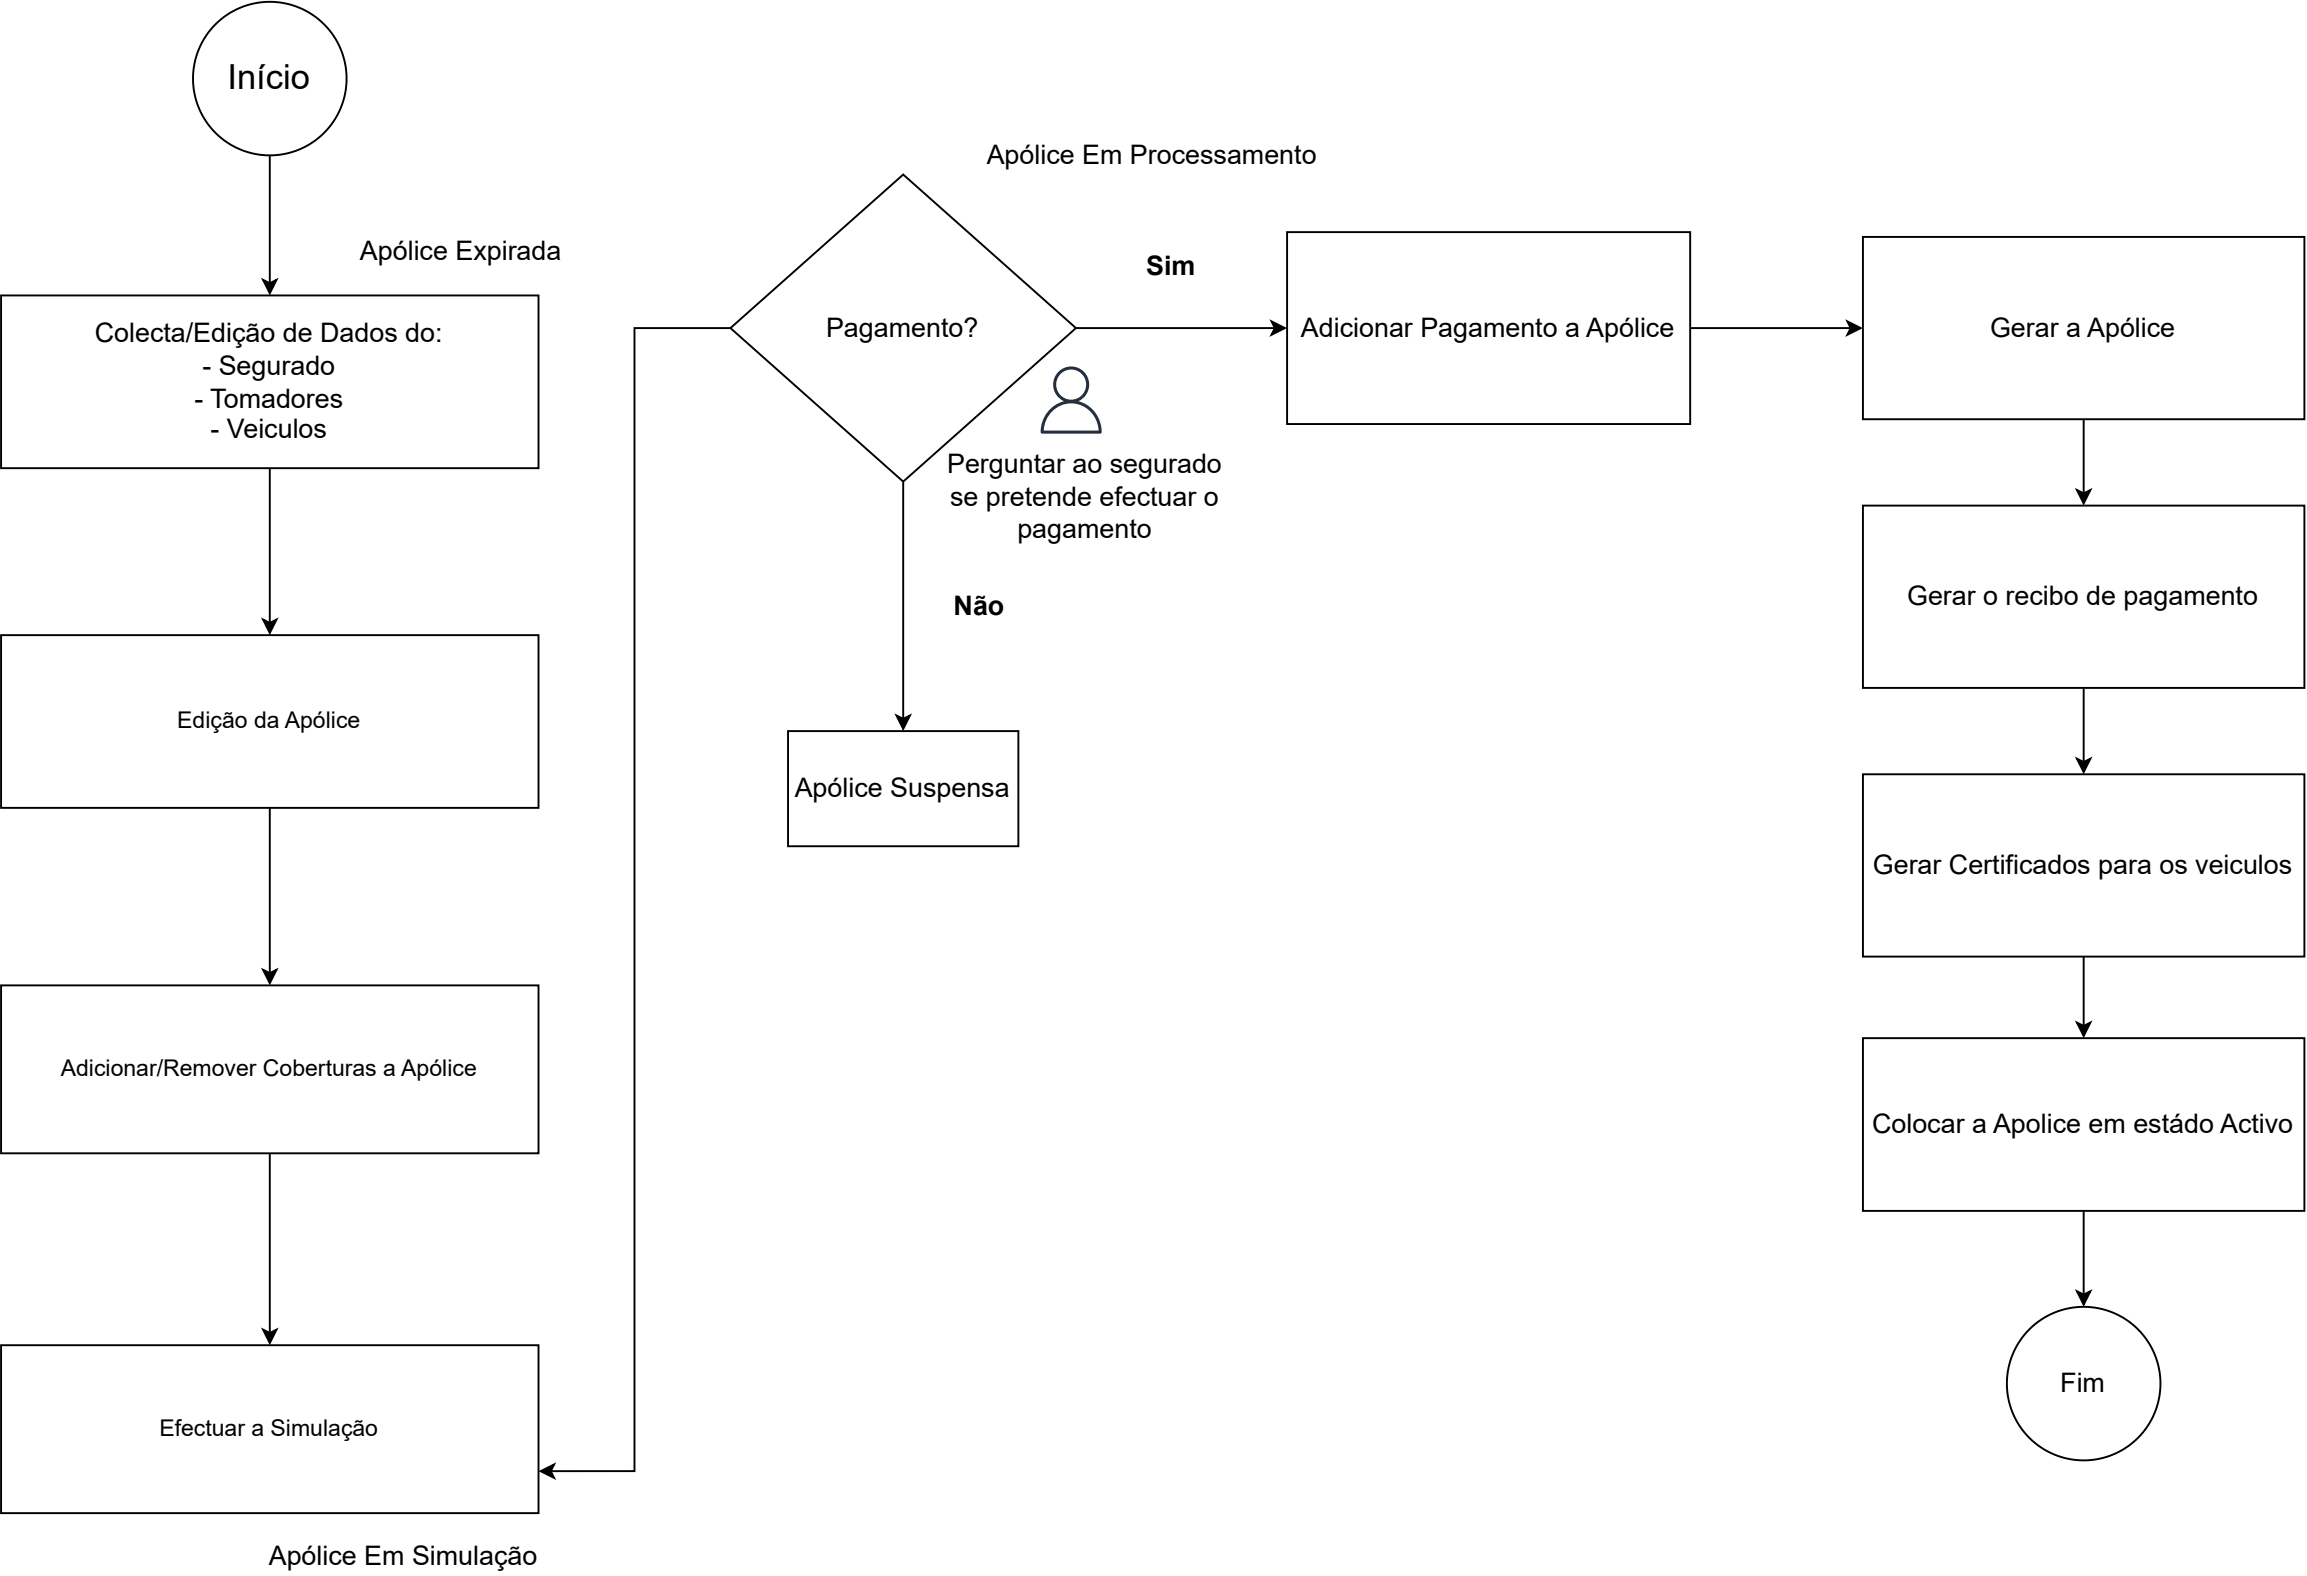 Início
Apólice Expirada
Colecta/Edição de Dados do:
- Segurado
- Tomadores
- Veiculos
Edição da Apólice
Adicionar/Remover Coberturas a Apólice
Efectuar a Simulação
Apólice Em Simulação
Apólice Em Processamento
Pagamento?
Sim
Perguntar ao segurado
se pretende efectuar o
pagamento
Não
Apólice Suspensa
Adicionar Pagamento a Apólice
Gerar a Apólice
Gerar o recibo de pagamento
Gerar Certificados para os veiculos
Colocar a Apolice em estádo Activo
Fim